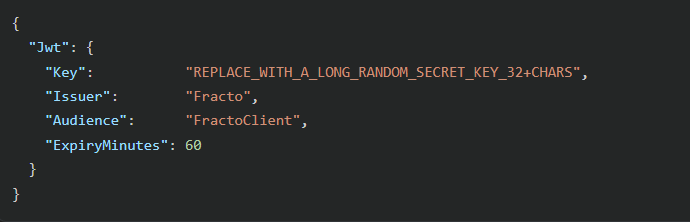 {
  "Jwt": {
    "Key":           "REPLACE_WITH_A_LONG_RANDOM_SECRET_KEY_32+CHARS",
    "Issuer":        "Fracto",
    "Audience":      "FractoClient",
    "ExpiryMinutes": 60
  }
}